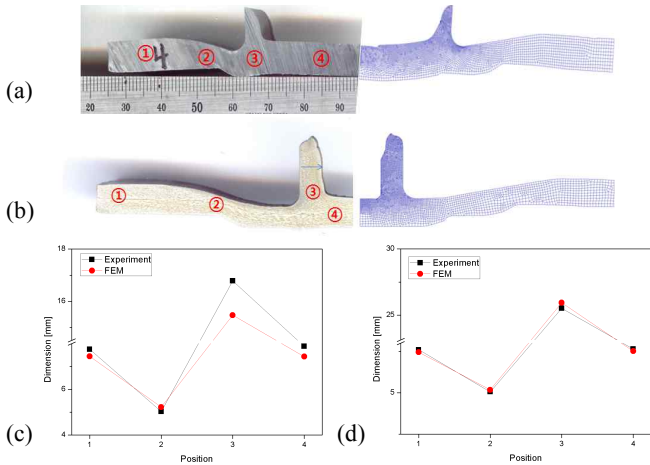 ① 4 ② ③ ④
(a)
20 30 40 50 60 70 80 90
① ② ③ ④
(b)
18
16
6
4
Experiment
FEM
Dimension [mm]
1 2 3 4
Position
(c)
30
25
5
Experiment
FEM
Dimension [mm]
1 2 3 4
Position
(d)